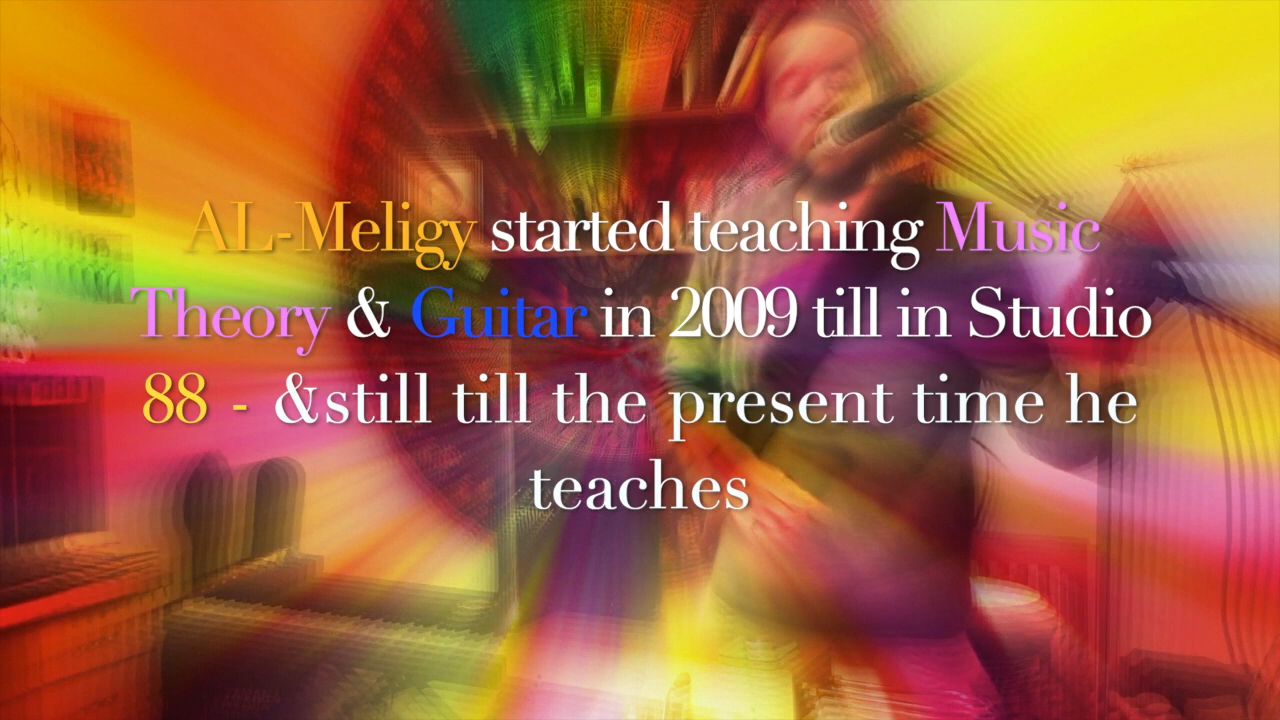 AL-Meligy started teaching Music
Theory & Guitar in 2009 till in Studio
88 - &still till the present time he
teaches